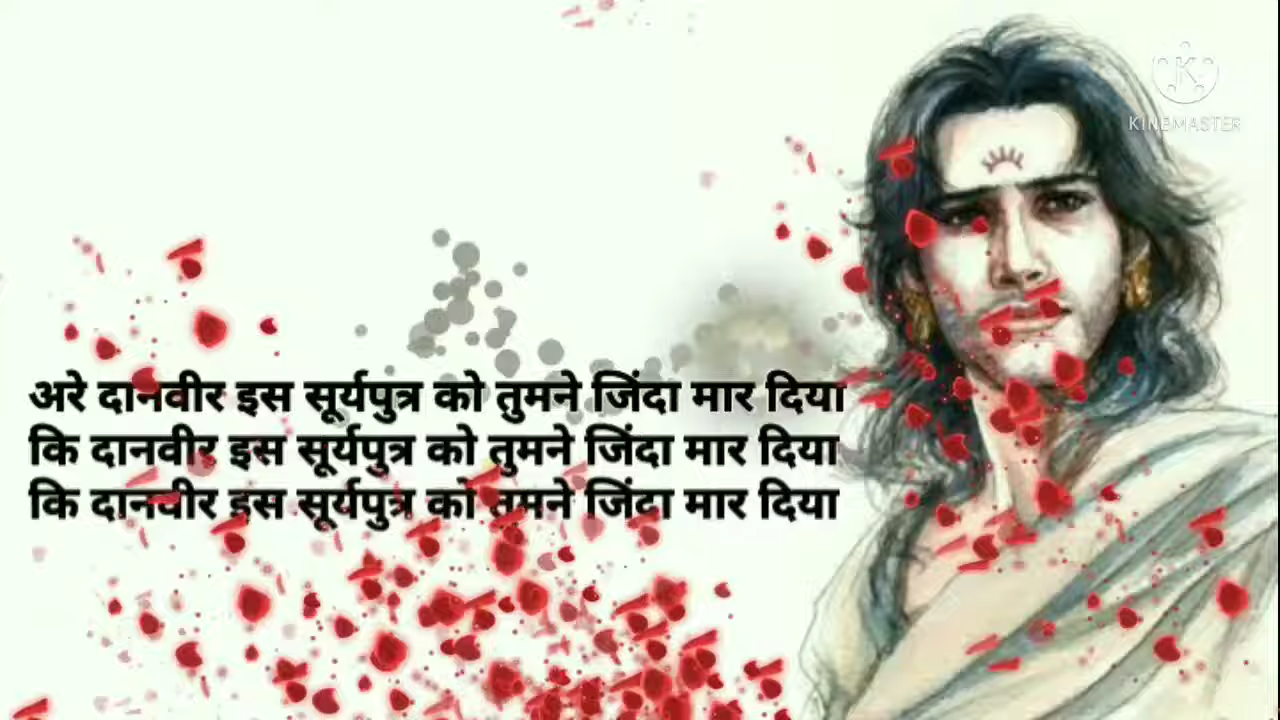 KINEMASTER
अरे दानवीर इस सूर्यपुत्र को तुमने जिंदा मार दिया
कि दानवीर इस सूर्यपुत्र को तुमने जिंदा मार दिया
कि दानवीर इस सूर्यपुत्र को तुमने जिंदा मार दिया